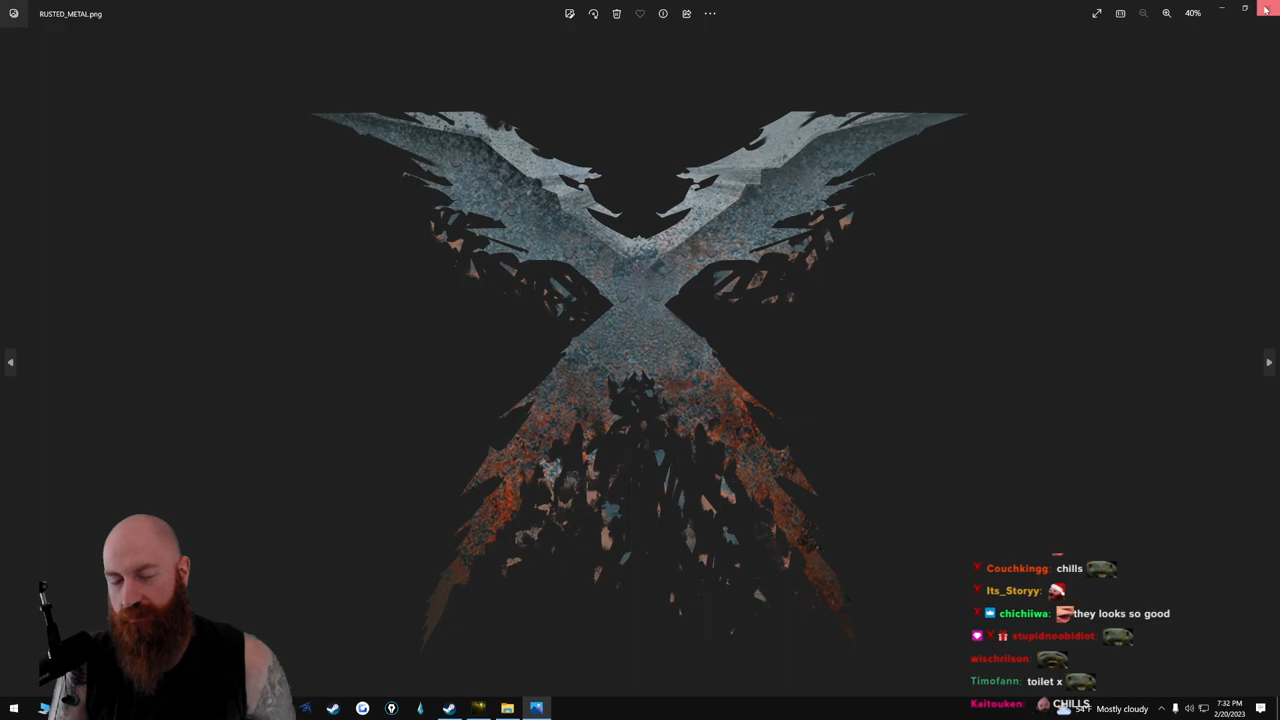 RUSTED_METAL.png
40%
Couchkingg: chills
Its_Storyy:
chichiiwa: they looks so good
stupidnoobidiot:
wischrilson:
Timofann: toilet x
Kaitouken: CHILLS
54°F Mostly cloudy
7:32 PM
2/20/2023